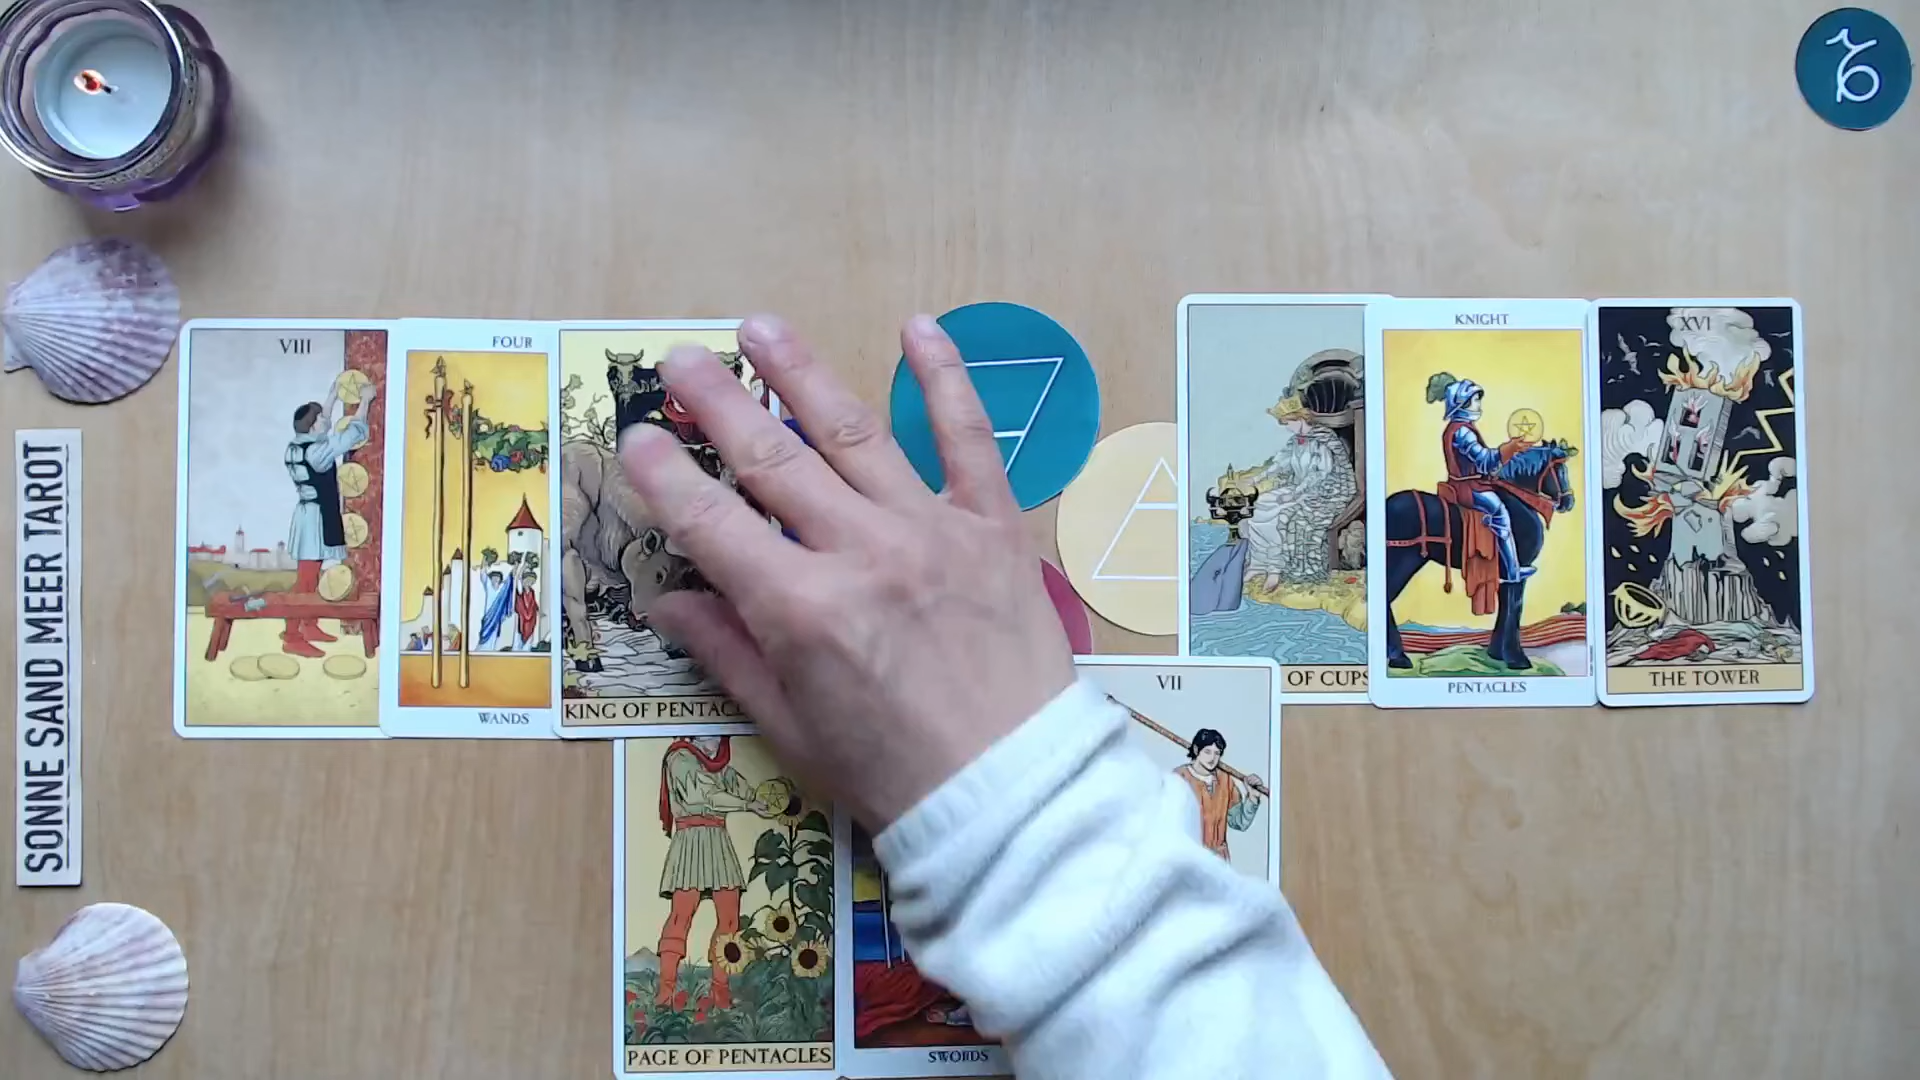 SONNE SAND MEER TAROT
VIII
FOUR
WANDS
KING OF PENTAC
PAGE OF PENTACLES
SWORDS
VII
OF CUPS
KNIGHT
PENTACLES
XVI
THE TOWER